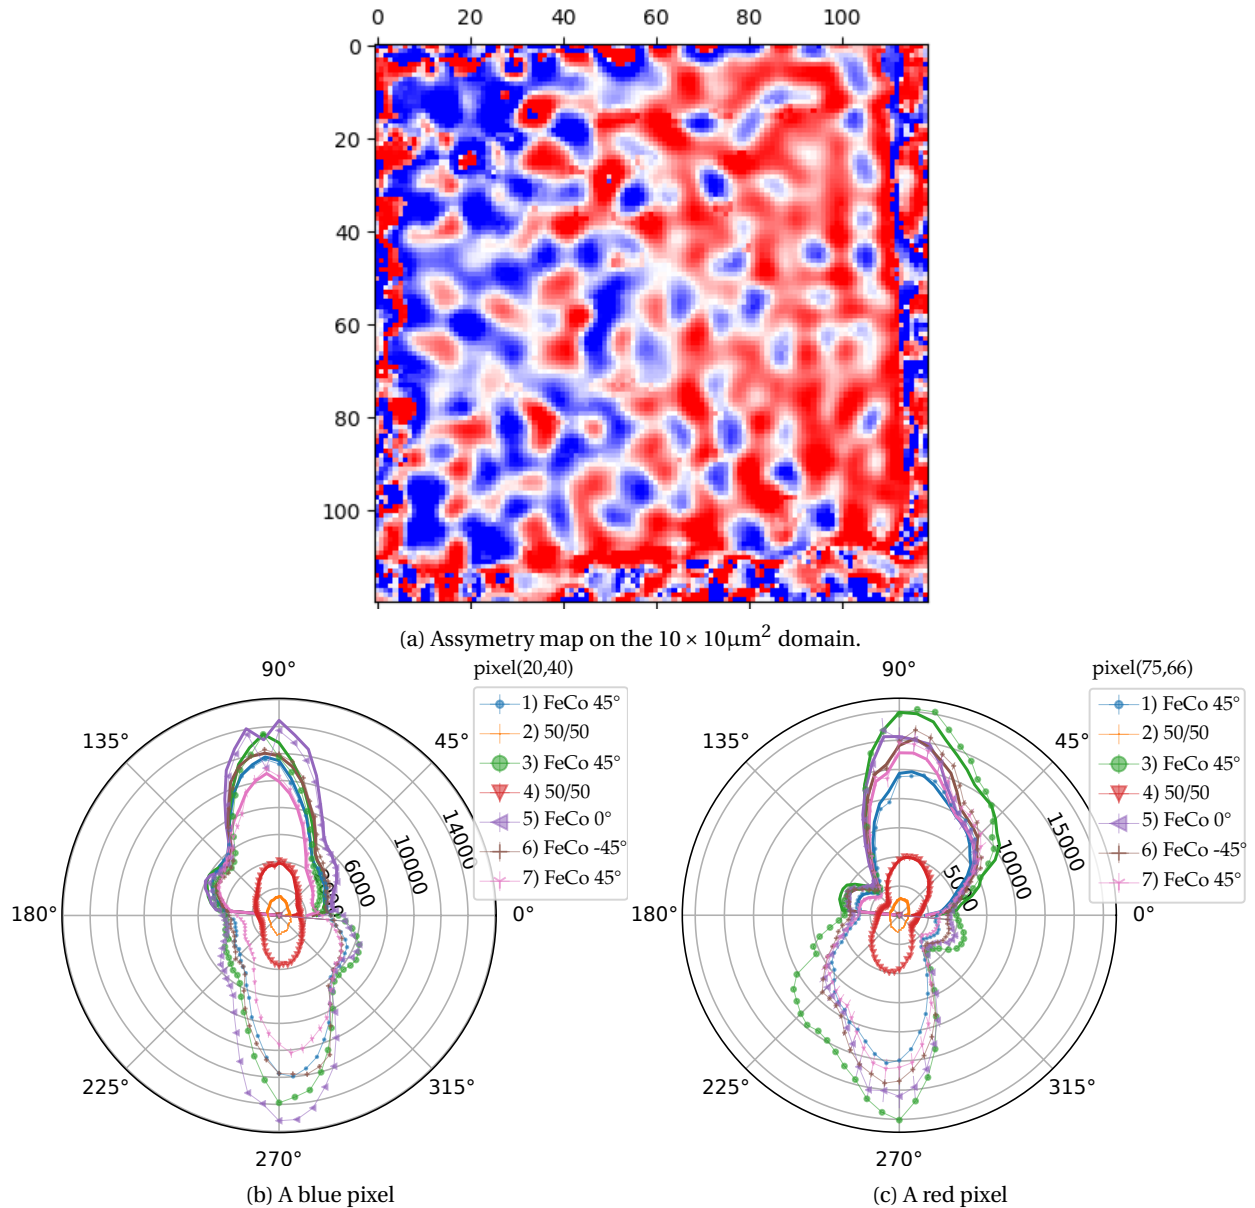 0 20 40 60 80 100
0
20
40
60
80
100
(a) Assymetry map on the 10 × 10μm² domain.
90°
135°
45°
180°
0°
225°
315°
270°
6000
10000
14000
pixel(20,40)
1) FeCo 45°
2) 50/50
3) FeCo 45°
4) 50/50
5) FeCo 0°
6) FeCo -45°
7) FeCo 45°
(b) A blue pixel
90°
135°
45°
180°
0°
225°
315°
270°
5000
10000
15000
pixel(75,66)
1) FeCo 45°
2) 50/50
3) FeCo 45°
4) 50/50
5) FeCo 0°
6) FeCo -45°
7) FeCo 45°
(c) A red pixel